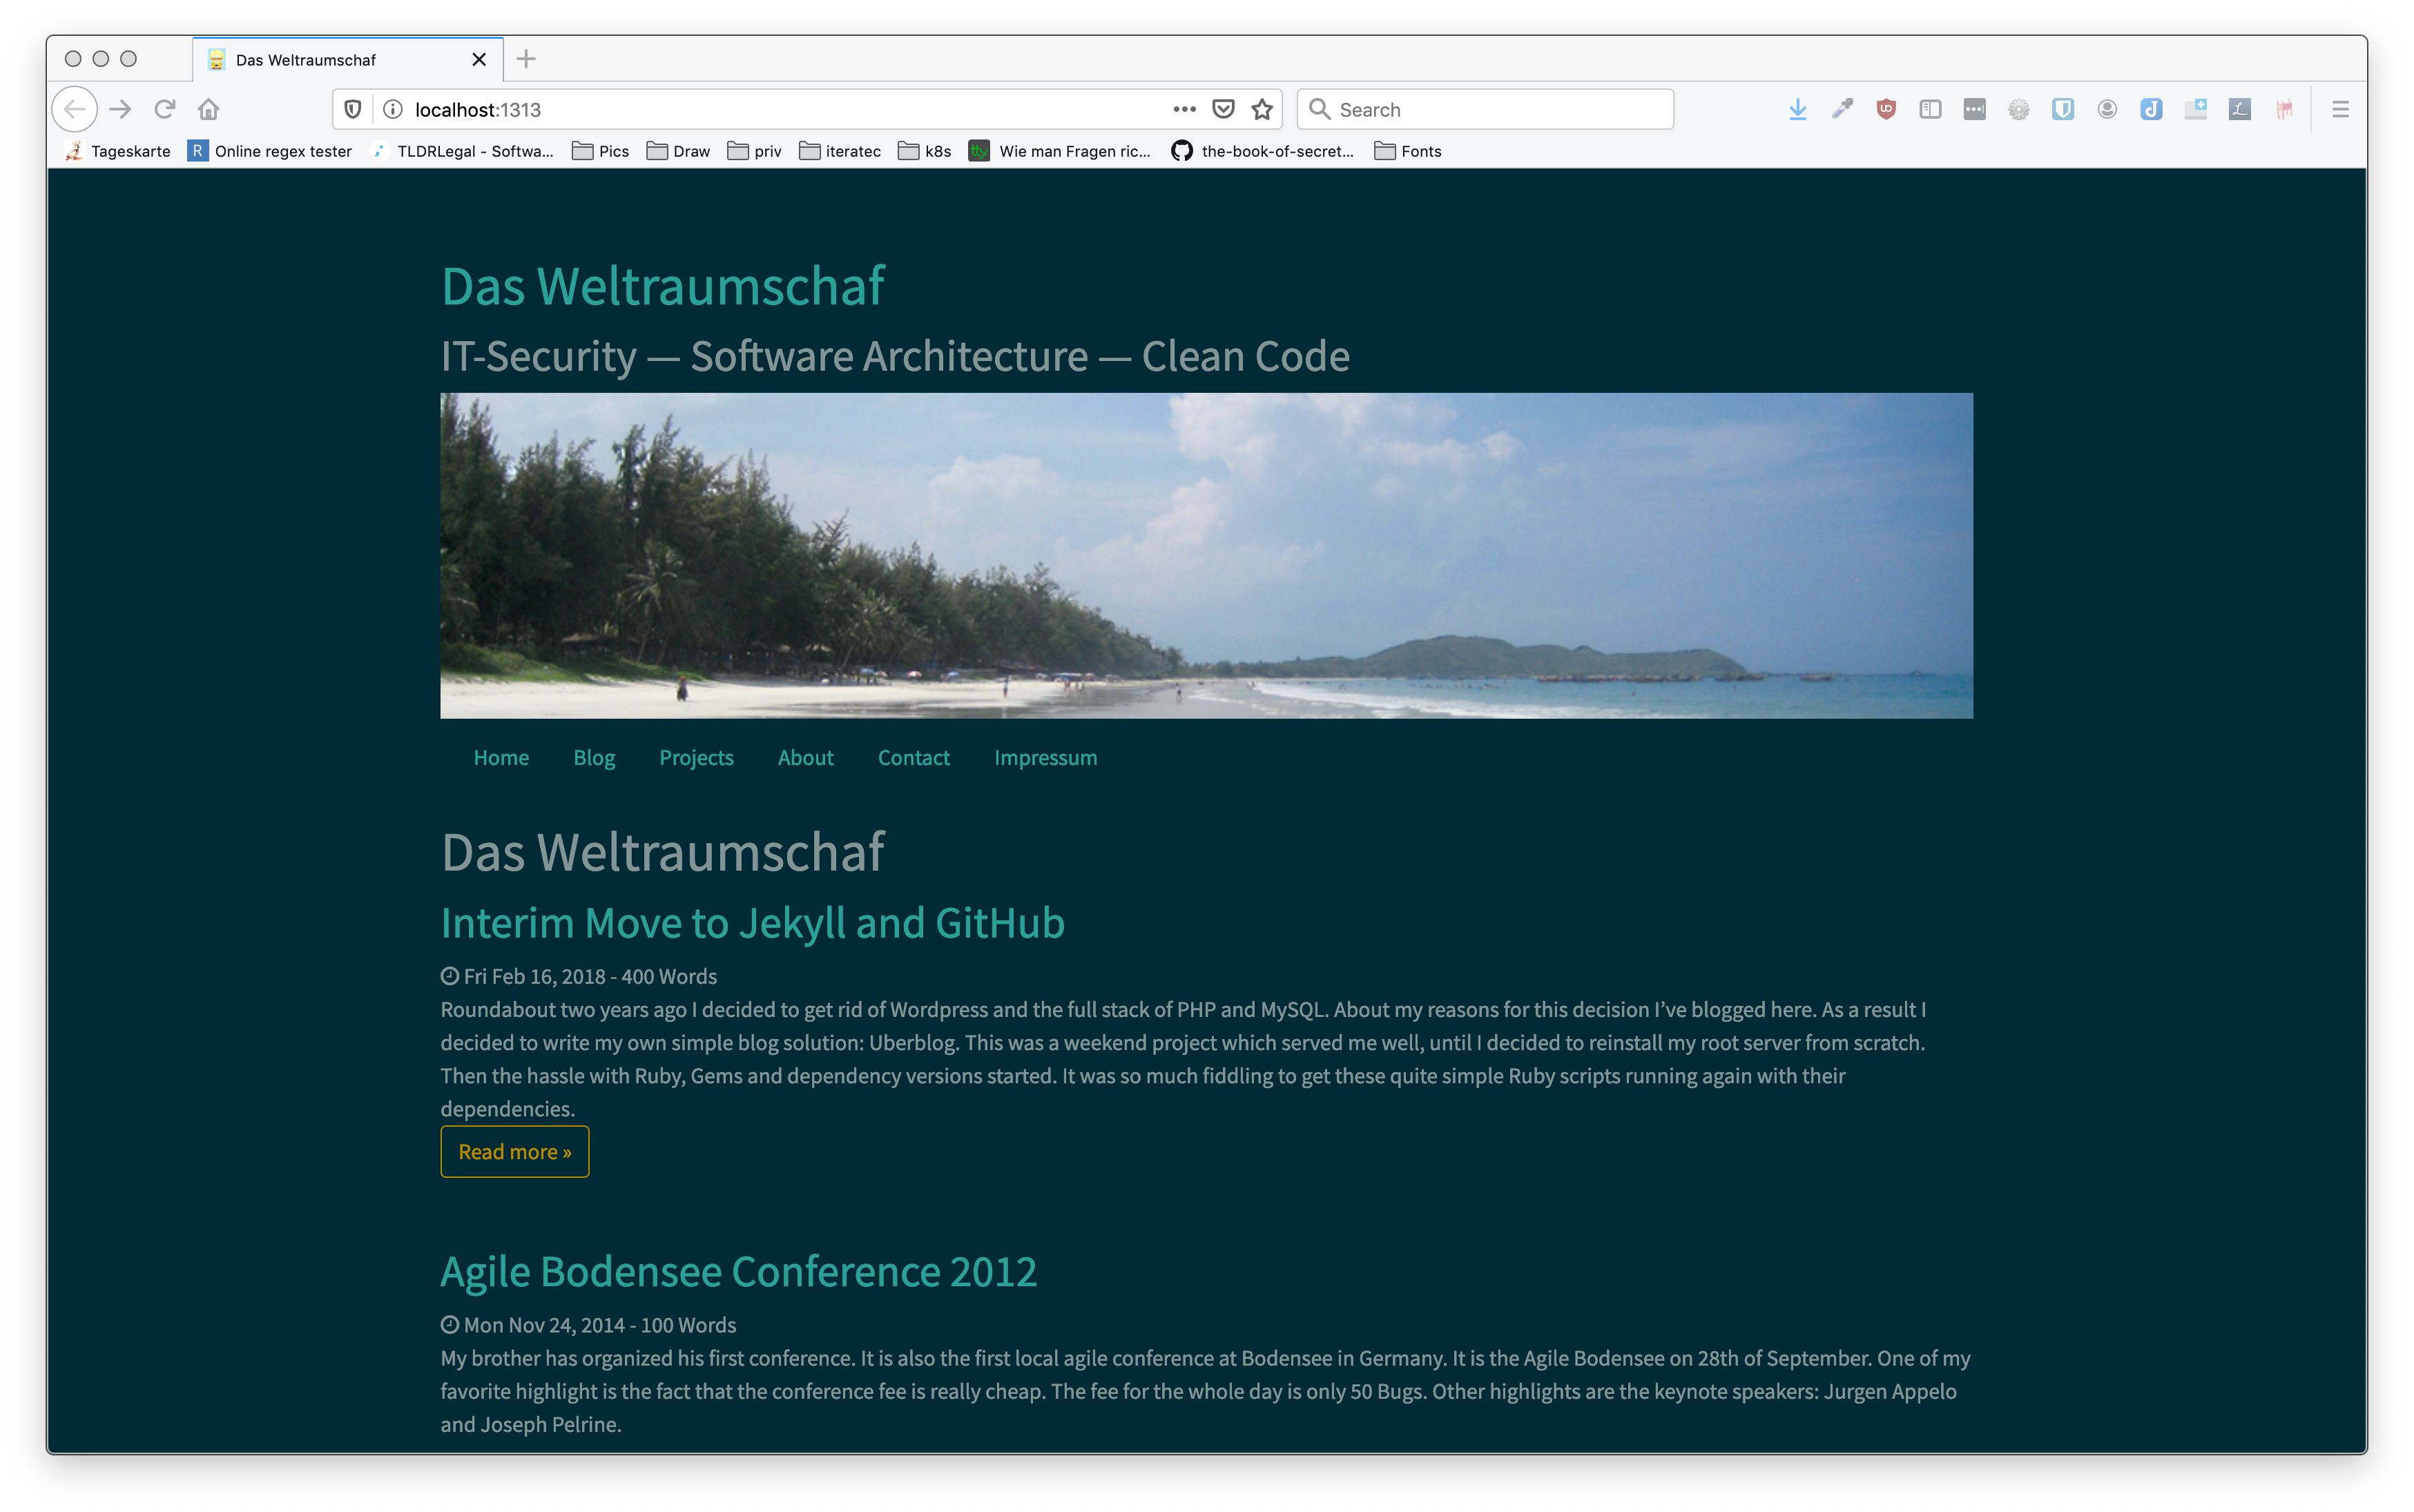 Das Weltraumschaf
localhost:1313
Search
Tageskarte
R
Online regex tester
TLDRLegal - Softwa...
Pics
Draw
priv
iteratec
k8s
tty
Wie man Fragen ric...
the-book-of-secret...
Fonts
Das Weltraumschaf
IT-Security — Software Architecture — Clean Code
Home
Blog
Projects
About
Contact
Impressum
Das Weltraumschaf
Interim Move to Jekyll and GitHub
Fri Feb 16, 2018 - 400 Words
Roundabout two years ago I decided to get rid of Wordpress and the full stack of PHP and MySQL. About my reasons for this decision I’ve blogged here. As a result I
decided to write my own simple blog solution: Uberblog. This was a weekend project which served me well, until I decided to reinstall my root server from scratch.
Then the hassle with Ruby, Gems and dependency versions started. It was so much fiddling to get these quite simple Ruby scripts running again with their
dependencies.
Read more »
Agile Bodensee Conference 2012
Mon Nov 24, 2014 - 100 Words
My brother has organized his first conference. It is also the first local agile conference at Bodensee in Germany. It is the Agile Bodensee on 28th of September. One of my
favorite highlight is the fact that the conference fee is really cheap. The fee for the whole day is only 50 Bugs. Other highlights are the keynote speakers: Jurgen Appelo
and Joseph Pelrine.